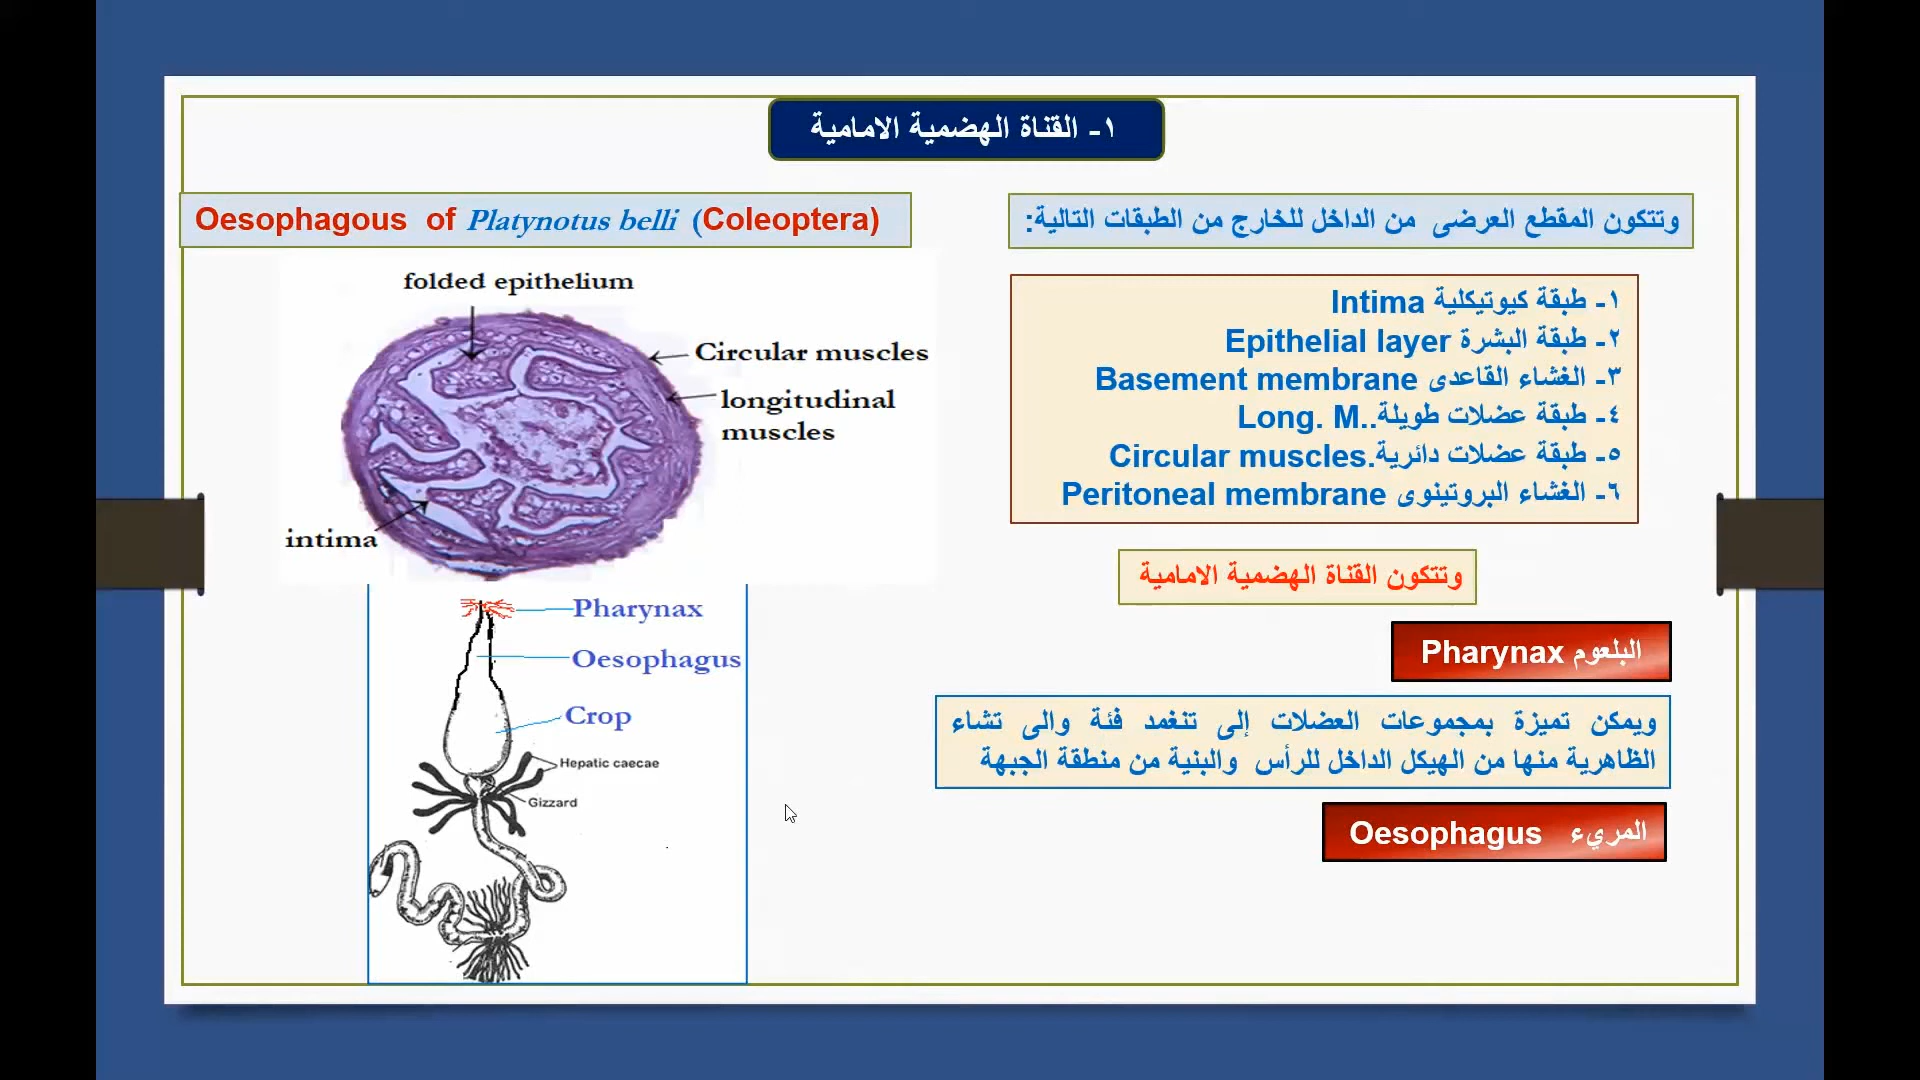 ١- القناة الهضمية الامامية
Oesophagous of Platynotus belli (Coleoptera)
وتتكون المقطع العرضى من الداخل للخارج من الطبقات التالية:
folded epithelium
Circular muscles
longitudinal
muscles
intima
١- طبقة كيوتيكلية Intima
٢- طبقة البشرة Epithelial layer
٣- الغشاء القاعدى Basement membrane
٤- طبقة عضلات طويلة..Long. M
٥- طبقة عضلات دائرية.Circular muscles
٦- الغشاء البروتينوى Peritoneal membrane
وتتكون القناة الهضمية الامامية
Pharynax
Oesophagus
Crop
Hepatic caecae
Gizzard
البلعوم Pharynax
ويمكن تميزة بمجموعات العضلات إلى تنغمد فئة والى تشاء
الظاهرية منها من الهيكل الداخل للرأس والبنية من منطقة الجبهة
المريء Oesophagus